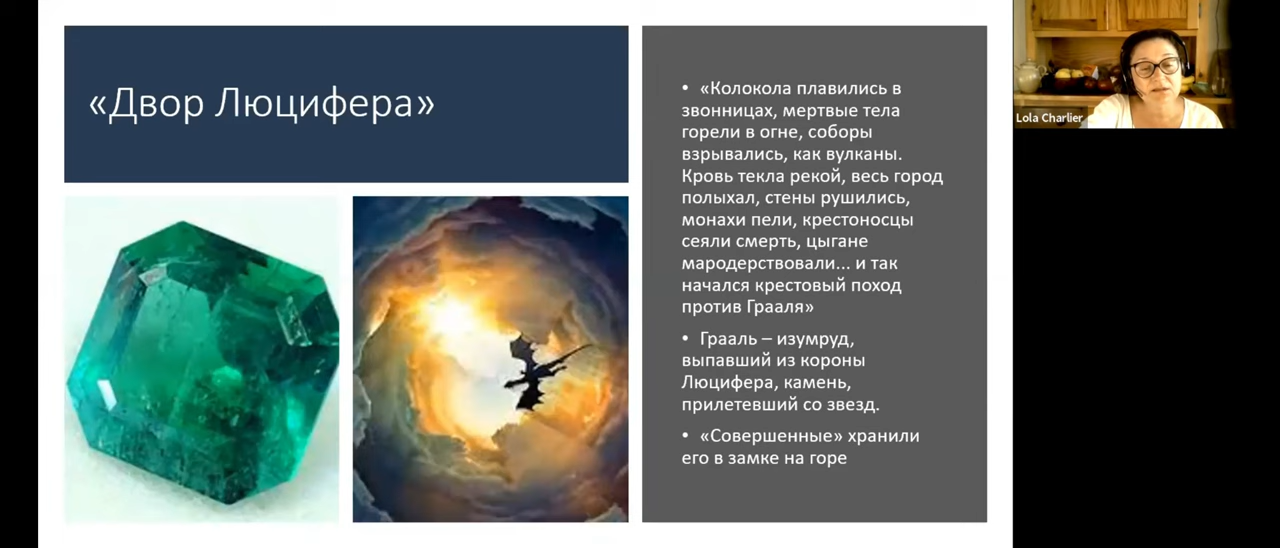 «Двор Люцифера»
• «Колокола плавились в
звонницах, мертвые тела
горели в огне, соборы
взрывались, как вулканы.
Кровь текла рекой, весь город
полыхал, стены рушились,
монахи пели, крестоносцы
сеяли смерть, цыгане
мародерствовали... и так
начался крестовый поход
против Грааля»
• Грааль – изумруд,
выпавший из короны
Люцифера, камень,
прилетевший со звезд.
• «Совершенные» хранили
его в замке на горе
Lola Charlier